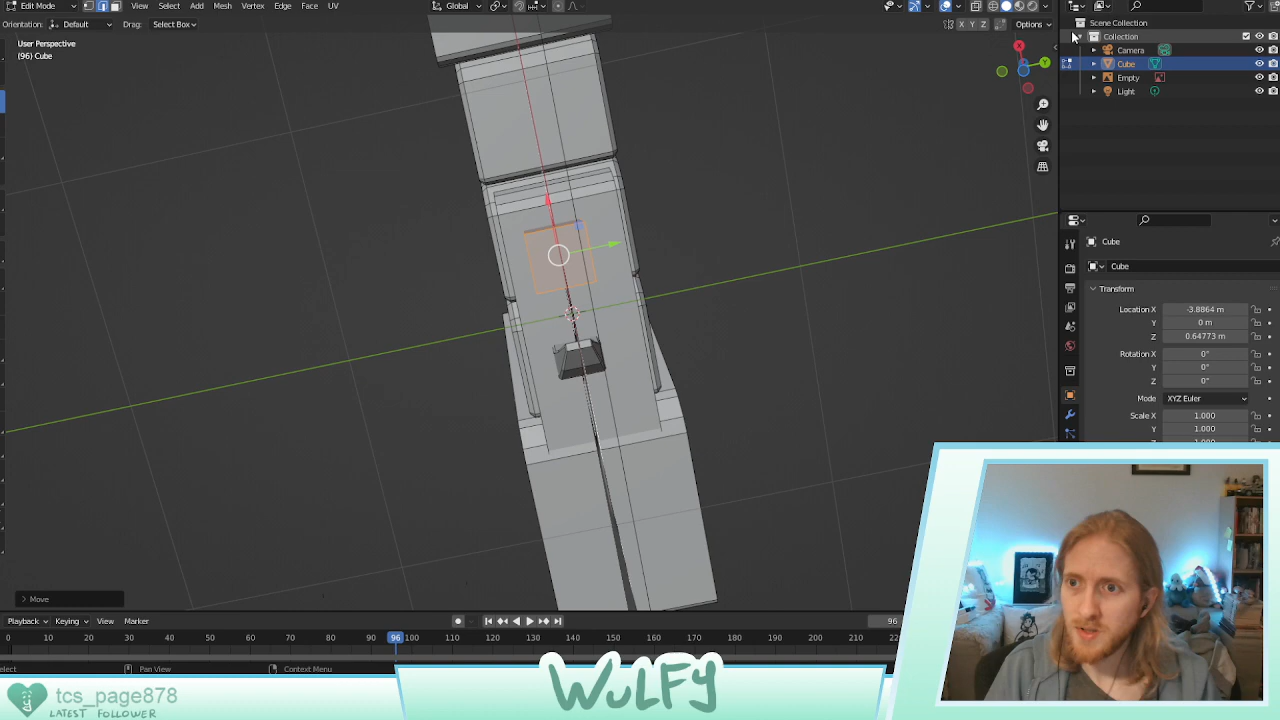 Edit Mode View Select Add Mesh Vertex Edge Face UV Global
Orientation: Default Drag: Select Box X Y Z Options
User Perspective
(96) Cube
X
Y
Scene Collection
Collection
Camera
Cube
Empty
Light
Cube
Cube
Transform
Location X -3.8864 m
Y 0 m
Z 0.64773 m
Rotation X 0°
Y 0°
Z 0°
Mode XYZ Euler
Scale X 1.000
Y 1.000
Move
Playback Keying View Marker 96
0 10 20 30 40 50 60 70 80 90 96 100 110 120 130 140 150 160 170 180 190 200 210
elect Pan View Context Menu
tcs_page878
LATEST FOLLOWER
WULFY